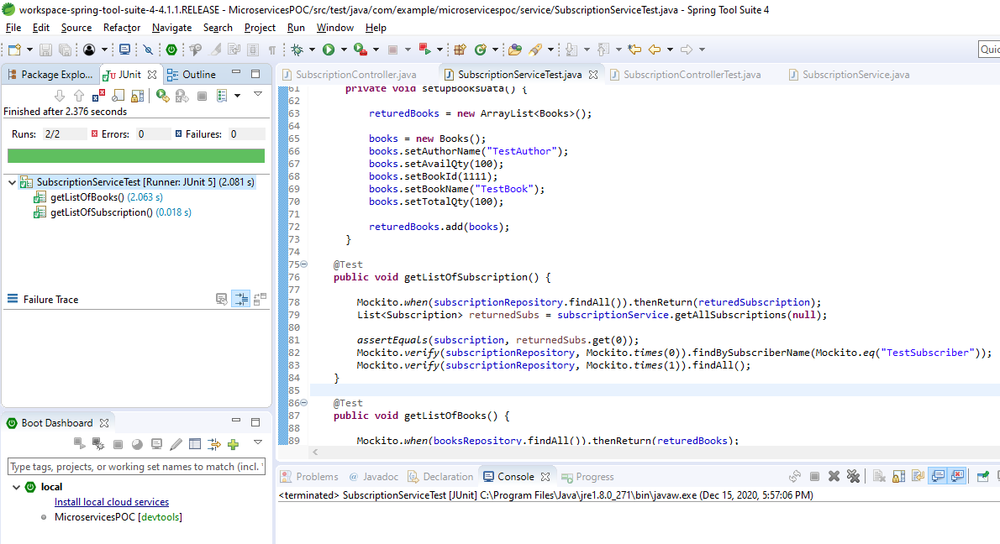 workspace-spring-tool-suite-4-4.1.1.RELEASE - MicroservicesPOC/src/test/java/com/example/microservicespoc/service/SubscriptionServiceTest.java - Spring Tool Suite 4
File Edit Source Refactor Navigate Search Project Run Window Help
Quic
Package Explo... JUnit Outline
Finished after 2.376 seconds
Runs: 2/2 Errors: 0 Failures: 0
SubscriptionServiceTest [Runner: JUnit 5] (2.081 s)
getListOfBooks() (2.063 s)
getListOfSubscription() (0.018 s)
Failure Trace
Boot Dashboard
Type tags, projects, or working set names to match (incl. *
local
Install local cloud services
MicroservicesPOC [devtools]
SubscriptionController.java SubscriptionServiceTest.java SubscriptionControllerTest.java SubscriptionService.java
61 private void setupBooksData() {
62
63 returedBooks = new ArrayList<Books>();
64
65 books = new Books();
66 books.setAuthorName("TestAuthor");
67 books.setAvailQty(100);
68 books.setBookId(1111);
69 books.setBookName("TestBook");
70 books.setTotalQty(100);
71
72 returedBooks.add(books);
73 }
74
75 @Test
76 public void getListOfSubscription() {
77
78 Mockito.when(subscriptionRepository.findAll()).thenReturn(returedSubscription);
79 List<Subscription> returnedSubs = subscriptionService.getAllSubscriptions(null);
80
81 assertEquals(subscription, returnedSubs.get(0));
82 Mockito.verify(subscriptionRepository, Mockito.times(0)).findBySubscriberName(Mockito.eq("TestSubscriber"));
83 Mockito.verify(subscriptionRepository, Mockito.times(1)).findAll();
84 }
85
86 @Test
87 public void getListOfBooks() {
88
89 Mockito.when(booksRepository.findAll()).thenReturn(returedBooks);
Problems Javadoc Declaration Console Progress
<terminated> SubscriptionServiceTest [JUnit] C:\Program Files\Java\jre1.8.0_271\bin\javaw.exe (Dec 15, 2020, 5:57:06 PM)